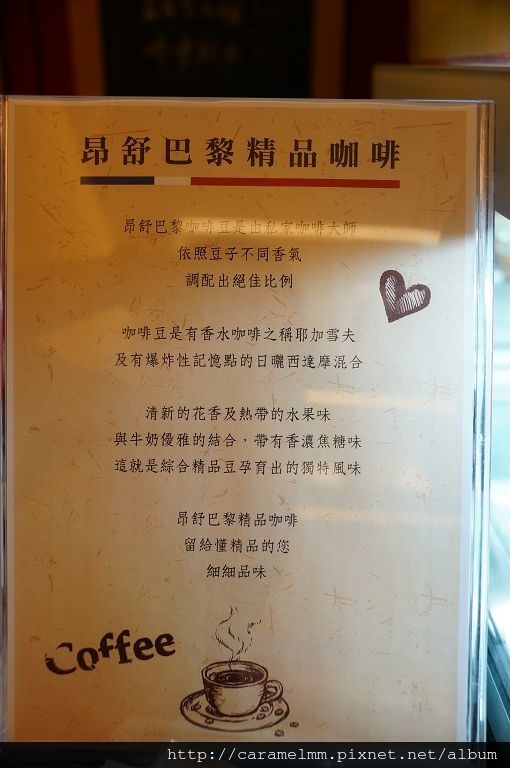 昂舒巴黎精品咖啡
昂舒巴黎咖啡豆是由私家咖啡大師
依照豆子不同香氣
調配出絕佳比例
咖啡豆是有香水咖啡之稱耶加雪夫
及有爆炸性記憶點的日曬西達摩混合
清新的花香及熱帶的水果味
與牛奶優雅的結合，帶有香濃焦糖味
這就是綜合精品豆孕育出的獨特風味
昂舒巴黎精品咖啡
留給懂精品的您
細細品味
Coffee
http://caramelmm.pixnet.net/album